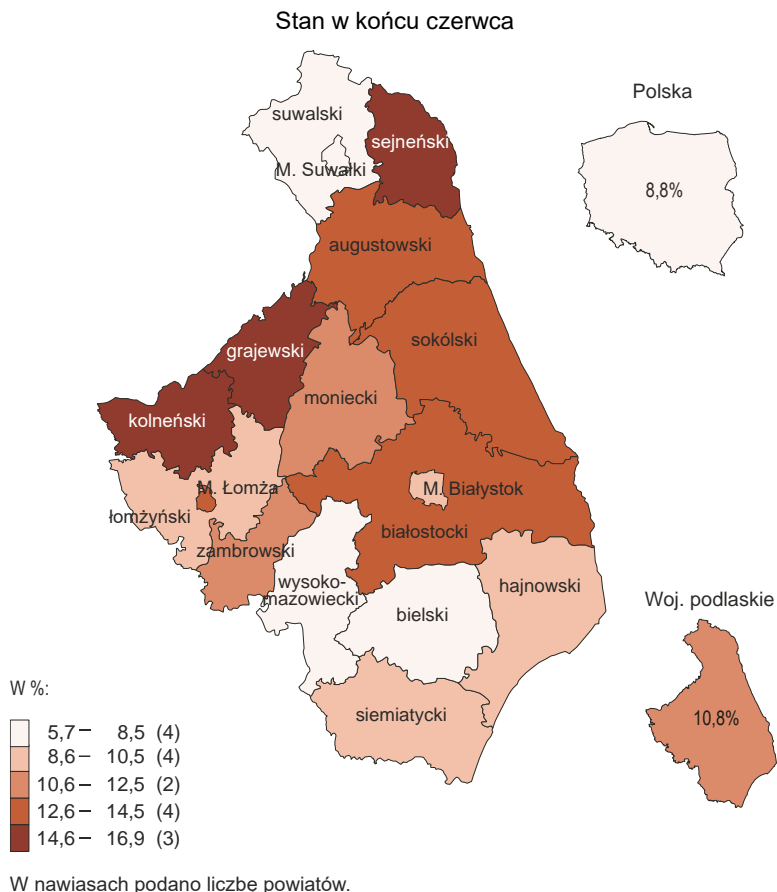 Stan w końcu czerwca
Polska
suwalski
sejneński
M. Suwałki
8,8%
augustowski
sokólski
grajewski
moniecki
kolneński
M. Łomża
M. Białystok
łomżyński
białostocki
zambrowski
wysoko-
mazowiecki
hajnowski
bielski
Woj. podlaskie
siemiatycki
10,8%
W %:
5,7 – 8,5 (4)
8,6 – 10,5 (4)
10,6 – 12,5 (2)
12,6 – 14,5 (4)
14,6 – 16,9 (3)
W nawiasach podano liczbę powiatów.